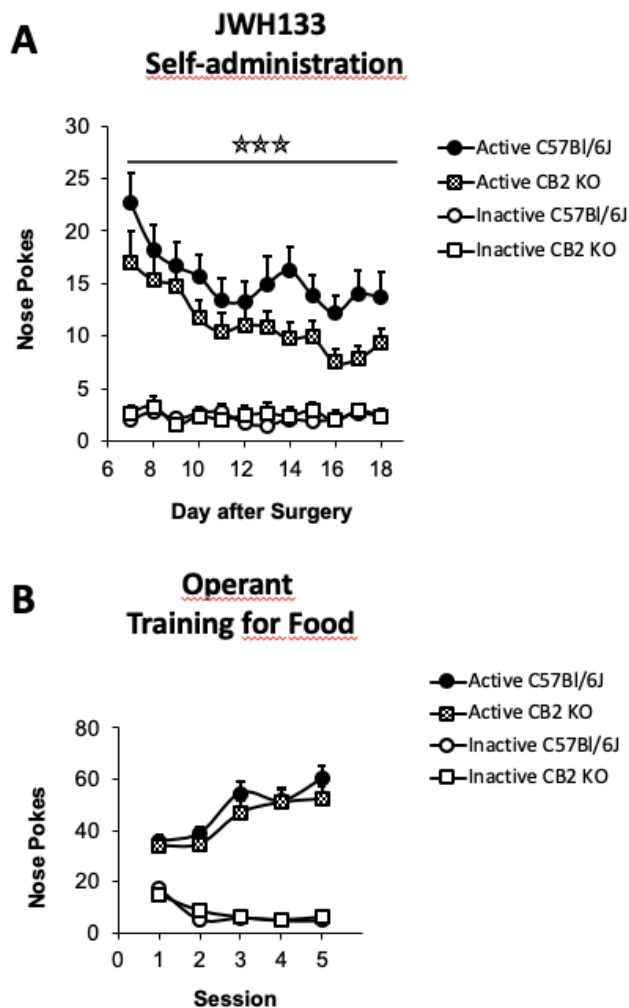 A
JWH133
Self-administration
30
25
20
15
10
5
0
Nose Pokes
☆☆☆
Active C57Bl/6J
Active CB2 KO
Inactive C57Bl/6J
Inactive CB2 KO
6 8 10 12 14 16 18
Day after Surgery
B
Operant
Training for Food
80
60
40
20
0
Nose Pokes
Active C57Bl/6J
Active CB2 KO
Inactive C57Bl/6J
Inactive CB2 KO
0 1 2 3 4 5
Session